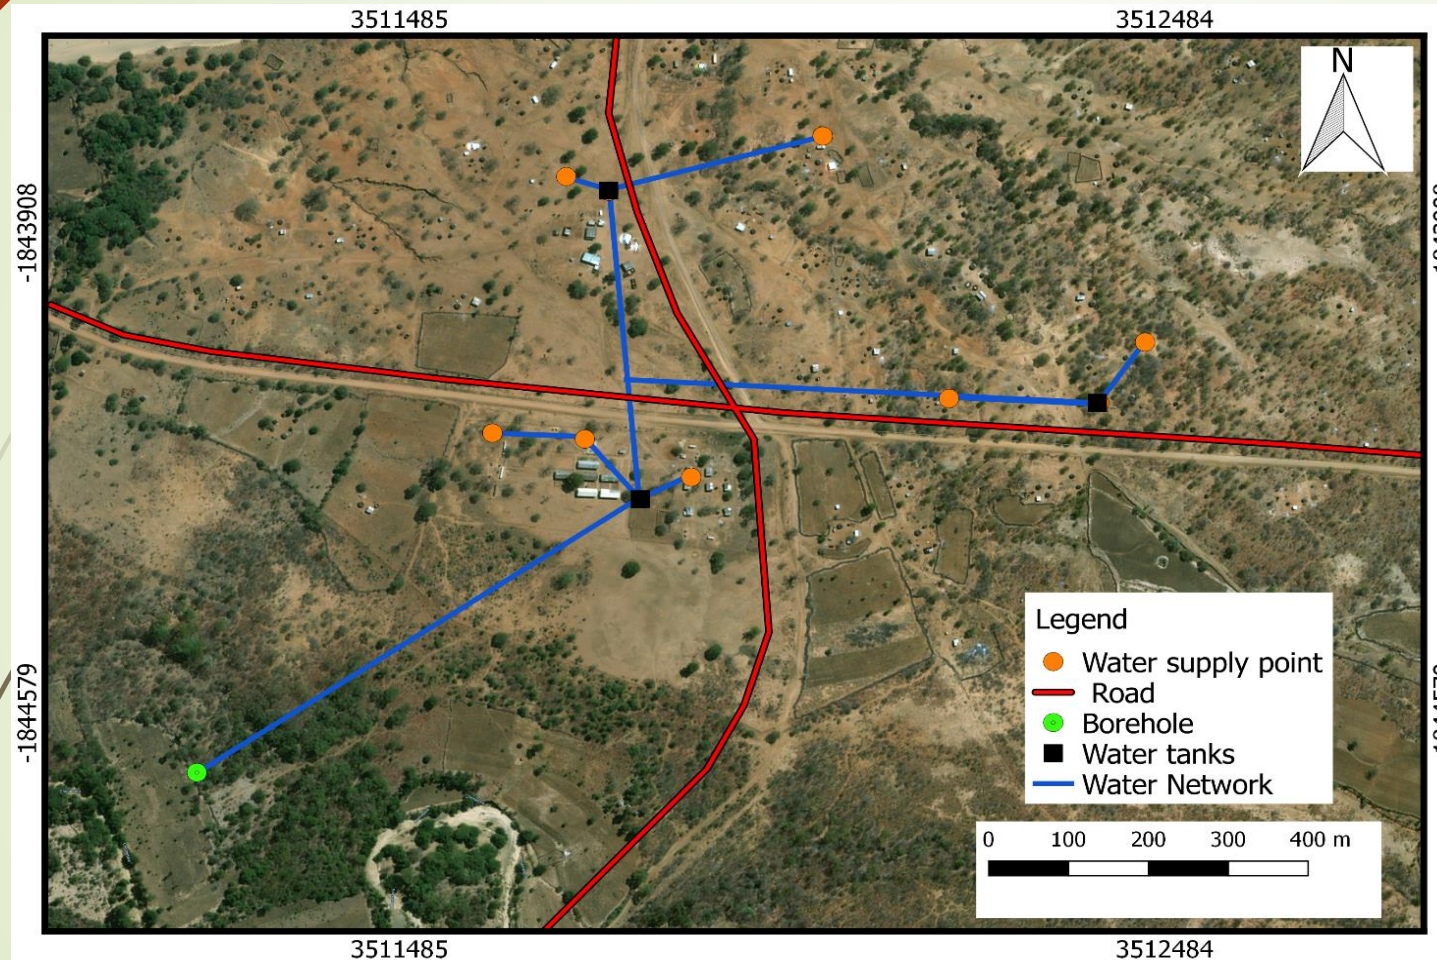 3511485 3512484
N
-1843908
-1844579
Legend
Water supply point
Road
Borehole
Water tanks
Water Network
0 100 200 300 400 m
3511485 3512484